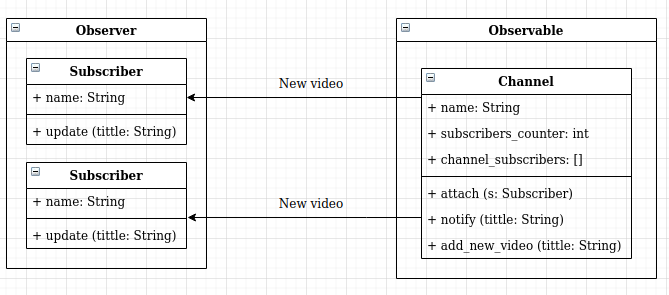 Observer
Subscriber
+ name: String
+ update (tittle: String)
Subscriber
+ name: String
+ update (tittle: String)
New video
New video
Observable
Channel
+ name: String
+ subscribers_counter: int
+ channel_subscribers: []
+ attach (s: Subscriber)
+ notify (tittle: String)
+ add_new_video (tittle: String)